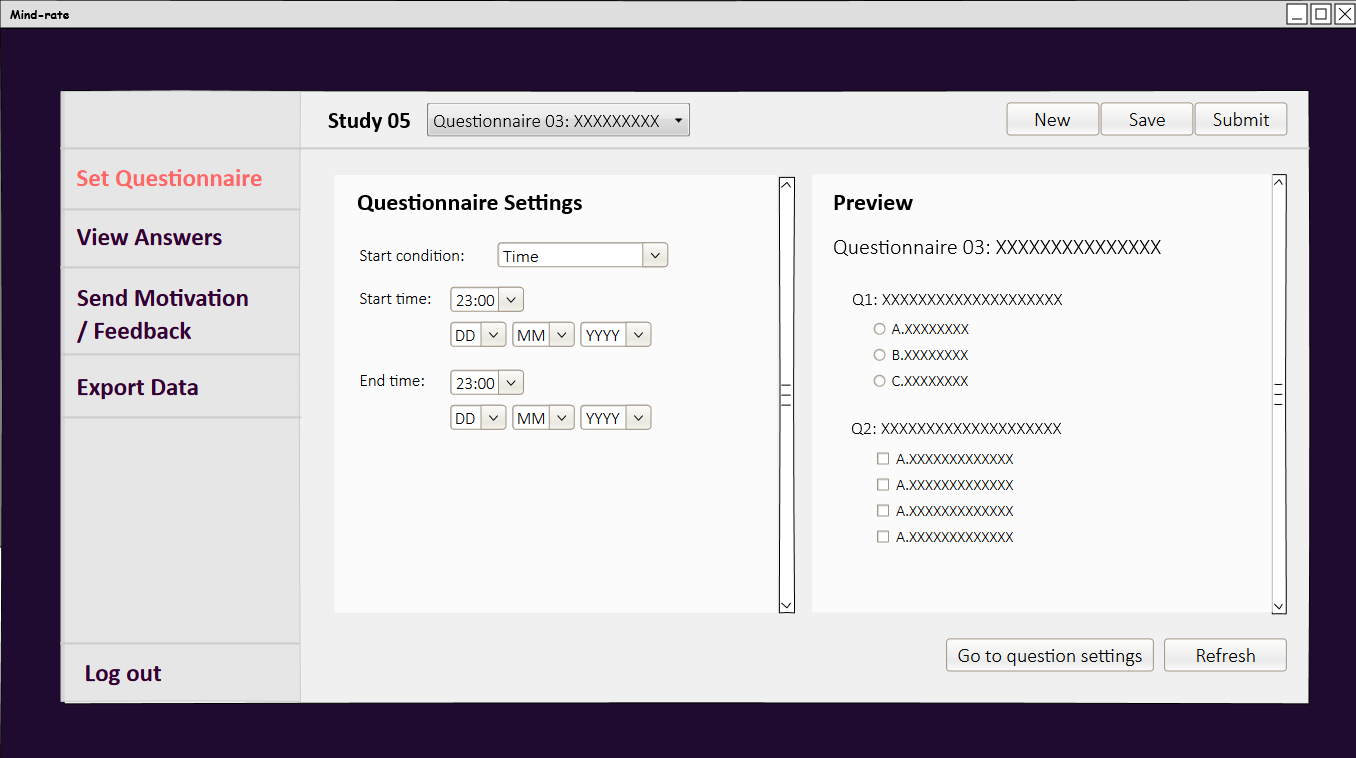 Mind-rate
Study 05
Questionnaire 03: XXXXXXXXX
New
Save
Submit
Set Questionnaire
View Answers
Send Motivation
/ Feedback
Export Data
Log out
Questionnaire Settings
Start condition: Time
Start time: 23:00
DD MM YYYY
End time: 23:00
DD MM YYYY
Preview
Questionnaire 03: XXXXXXXXXXXXXXX
Q1: XXXXXXXXXXXXXXXXXXXX
A.XXXXXXXX
B.XXXXXXXX
C.XXXXXXXX
Q2: XXXXXXXXXXXXXXXXXXXX
A.XXXXXXXXXXXXX
A.XXXXXXXXXXXXX
A.XXXXXXXXXXXXX
A.XXXXXXXXXXXXX
Go to question settings
Refresh